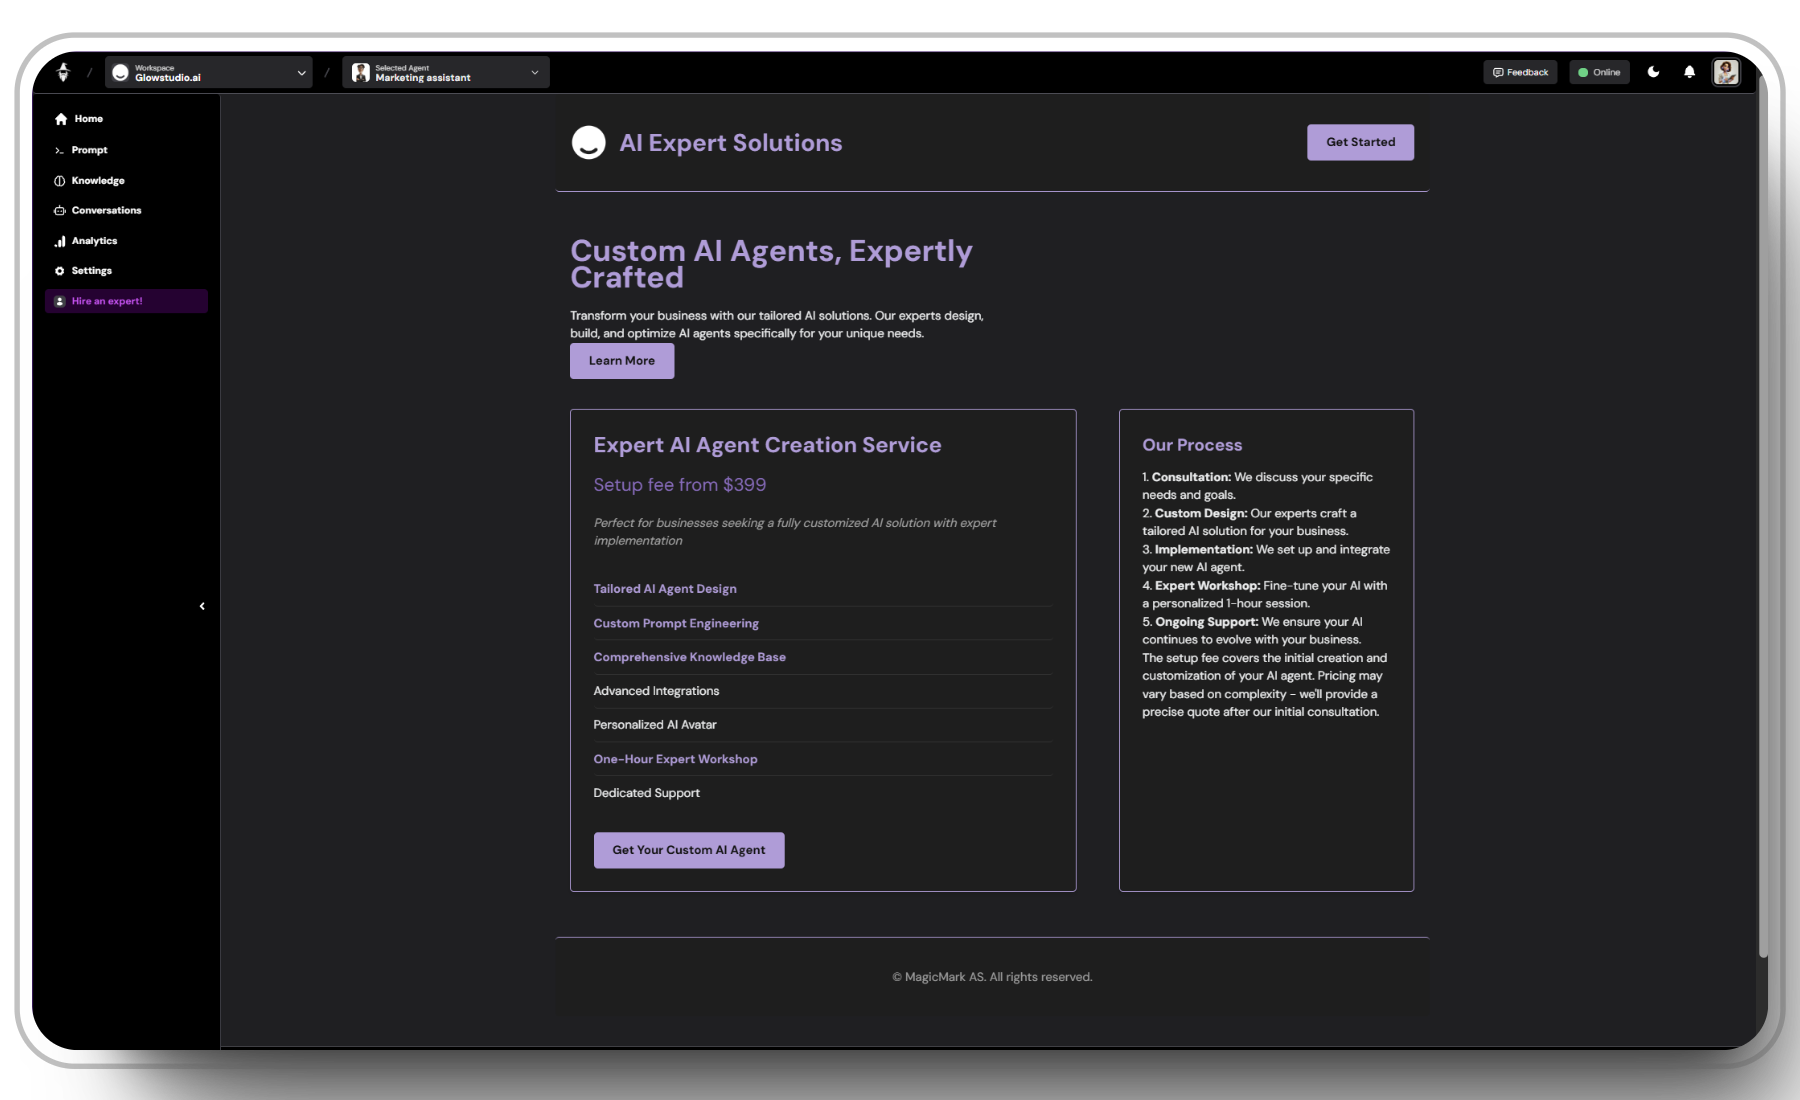 Workspace
Glowstudio.ai
Selected Agent
Marketing assistant
Feedback
Online
Home
Prompt
Knowledge
Conversations
Analytics
Settings
Hire an expert!
AI Expert Solutions
Get Started
Custom AI Agents, Expertly
Crafted
Transform your business with our tailored AI solutions. Our experts design,
build, and optimize AI agents specifically for your unique needs.
Learn More
Expert AI Agent Creation Service
Setup fee from $399
Perfect for businesses seeking a fully customized AI solution with expert
implementation
Tailored AI Agent Design
Custom Prompt Engineering
Comprehensive Knowledge Base
Advanced Integrations
Personalized AI Avatar
One-Hour Expert Workshop
Dedicated Support
Get Your Custom AI Agent
Our Process
1. Consultation: We discuss your specific
needs and goals.
2. Custom Design: Our experts craft a
tailored AI solution for your business.
3. Implementation: We set up and integrate
your new AI agent.
4. Expert Workshop: Fine-tune your AI with
a personalized 1-hour session.
5. Ongoing Support: We ensure your AI
continues to evolve with your business.
The setup fee covers the initial creation and
customization of your AI agent. Pricing may
vary based on complexity - we'll provide a
precise quote after our initial consultation.
© MagicMark AS. All rights reserved.